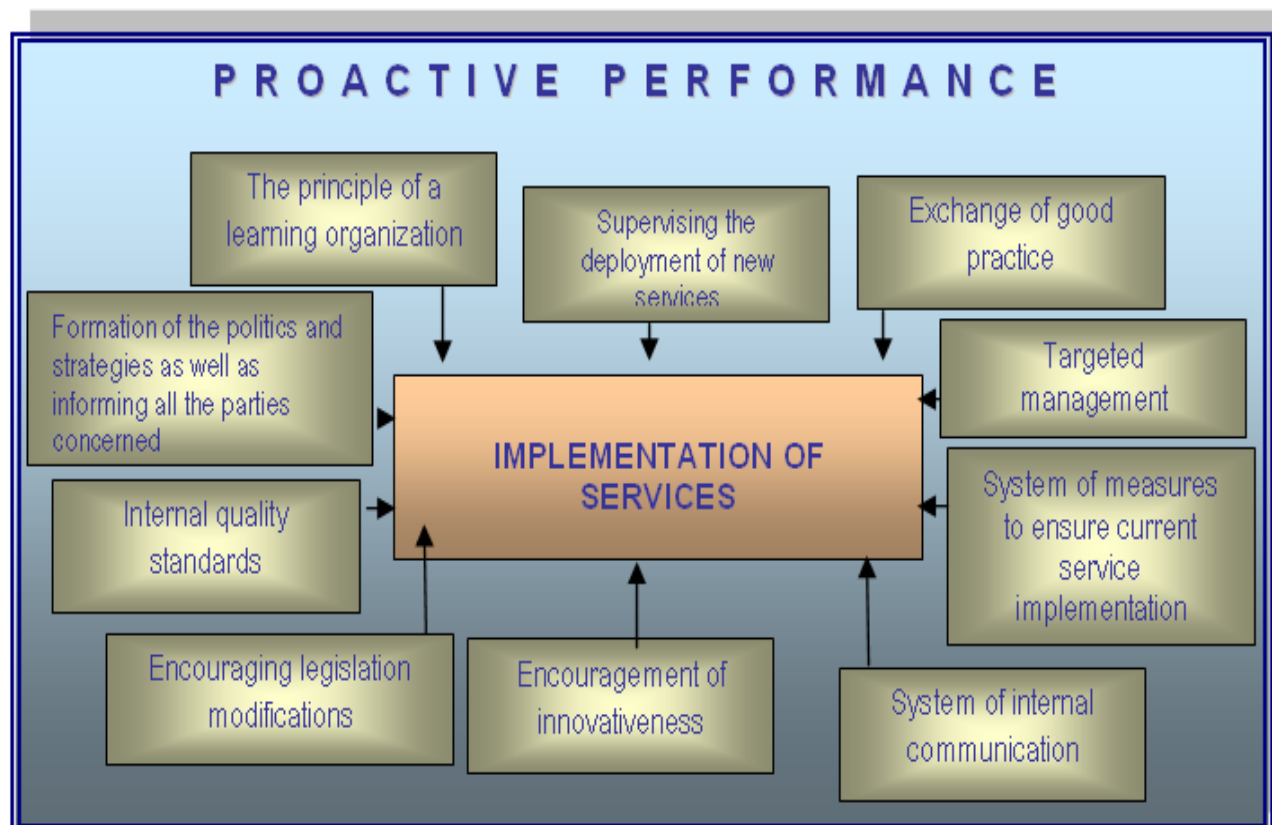 PROACTIVE PERFORMANCE
The principle of a
learning organization
Supervising the
deployment of new
services
Exchange of good
practice
Formation of the politics and
strategies as well as
informing all the parties
concerned
Targeted
management
IMPLEMENTATION OF
SERVICES
Internal quality
standards
System of measures
to ensure current
service
implementation
Encouraging legislation
modifications
Encouragement of
innovativeness
System of internal
communication